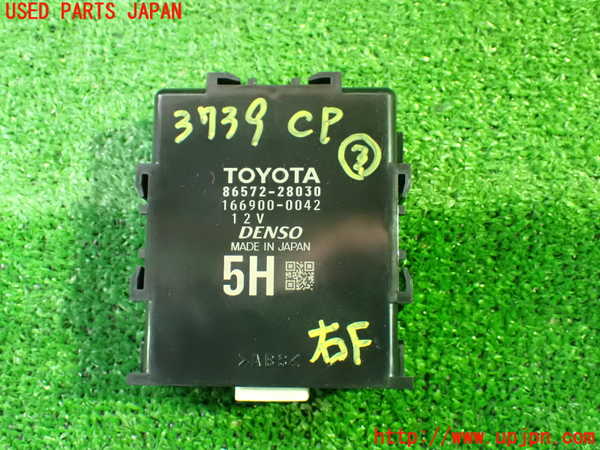 USED PARTS JAPAN
3739 CP
③
TOYOTA
86572-28030
166900-0042
12V
DENSO
MADE IN JAPAN
5H
右F
>ABS<
http://www.upjpn.com/